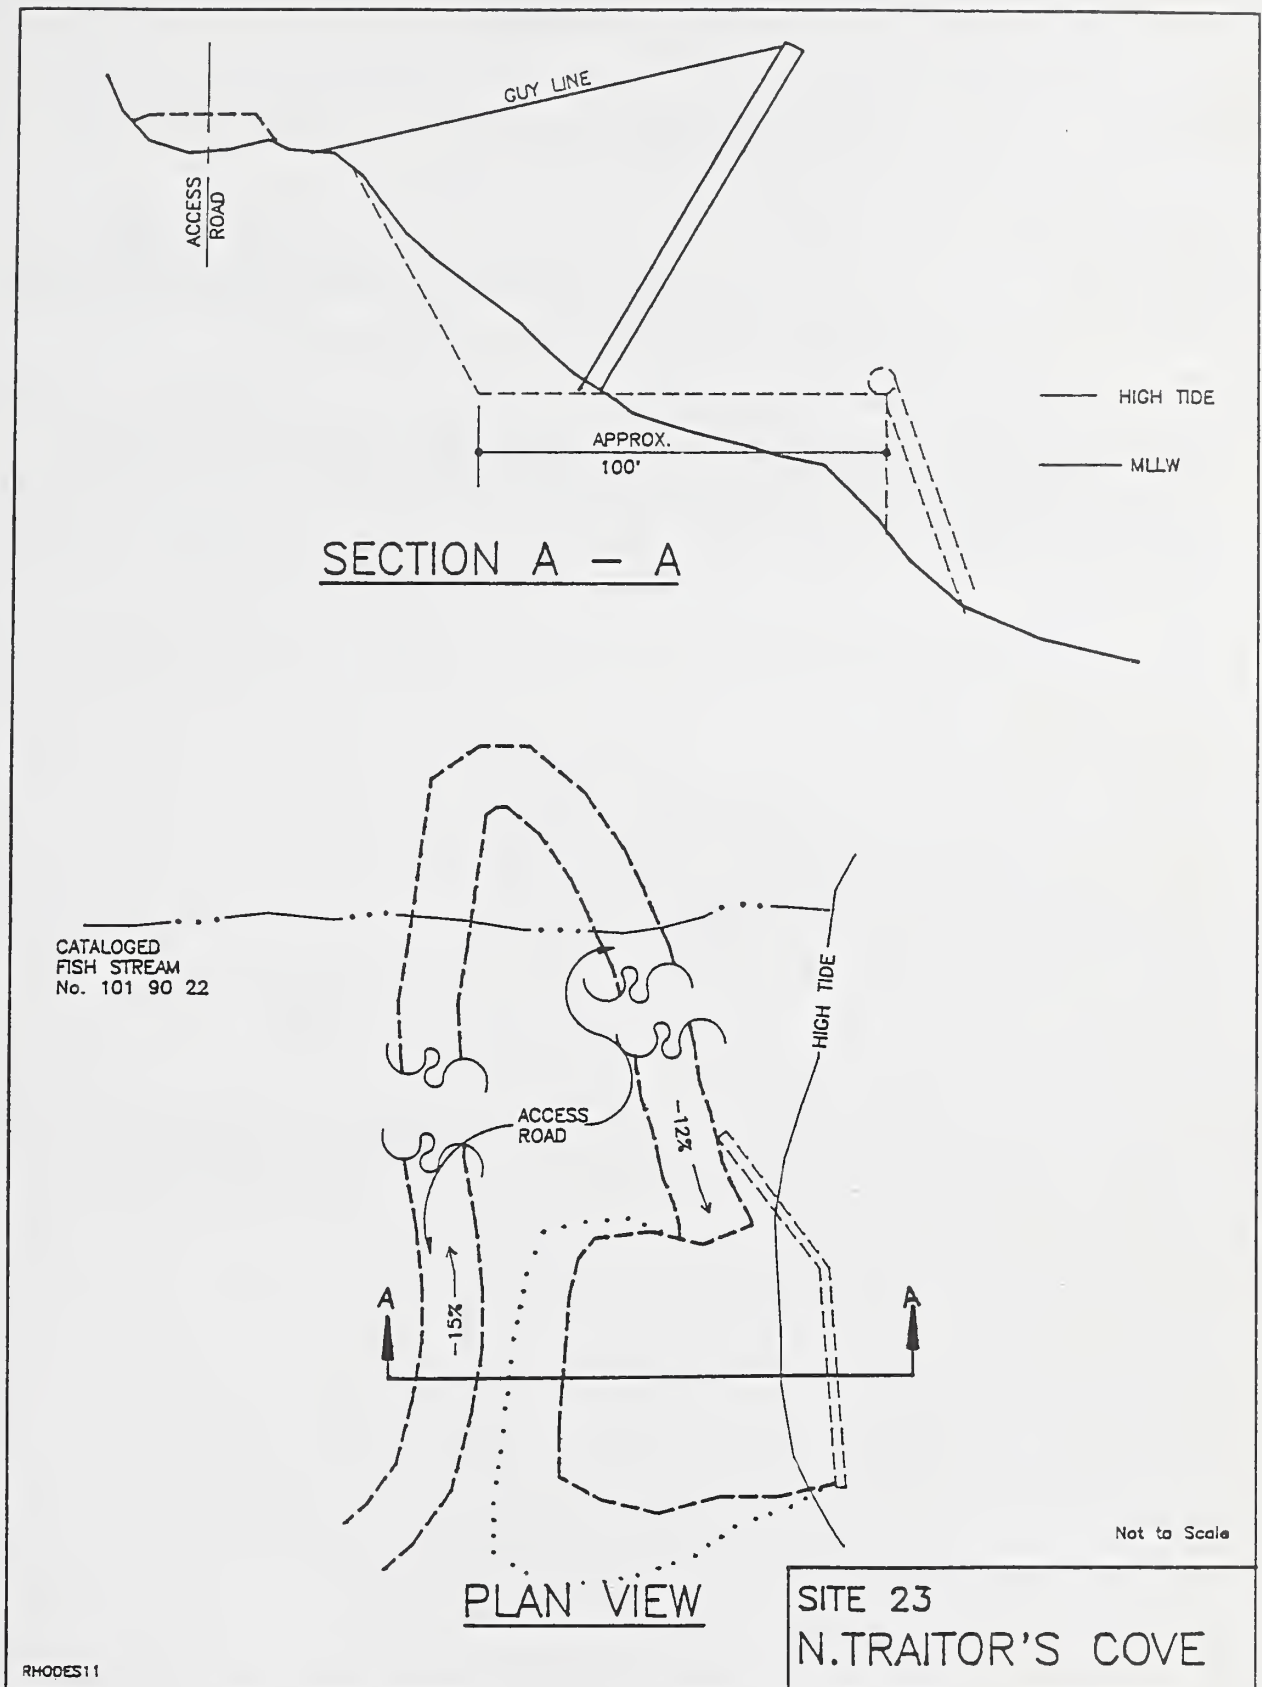 GUY LINE
ACCESS
ROAD
HIGH TIDE
APPROX.
100'
MLLW
SECTION A – A
CATALOGED
FISH STREAM
No. 101 90 22
HIGH TIDE
ACCESS
ROAD
-12%
A
A
-15%
Not to Scale
PLAN VIEW
SITE 23
N.TRAITOR'S COVE
RHODES11